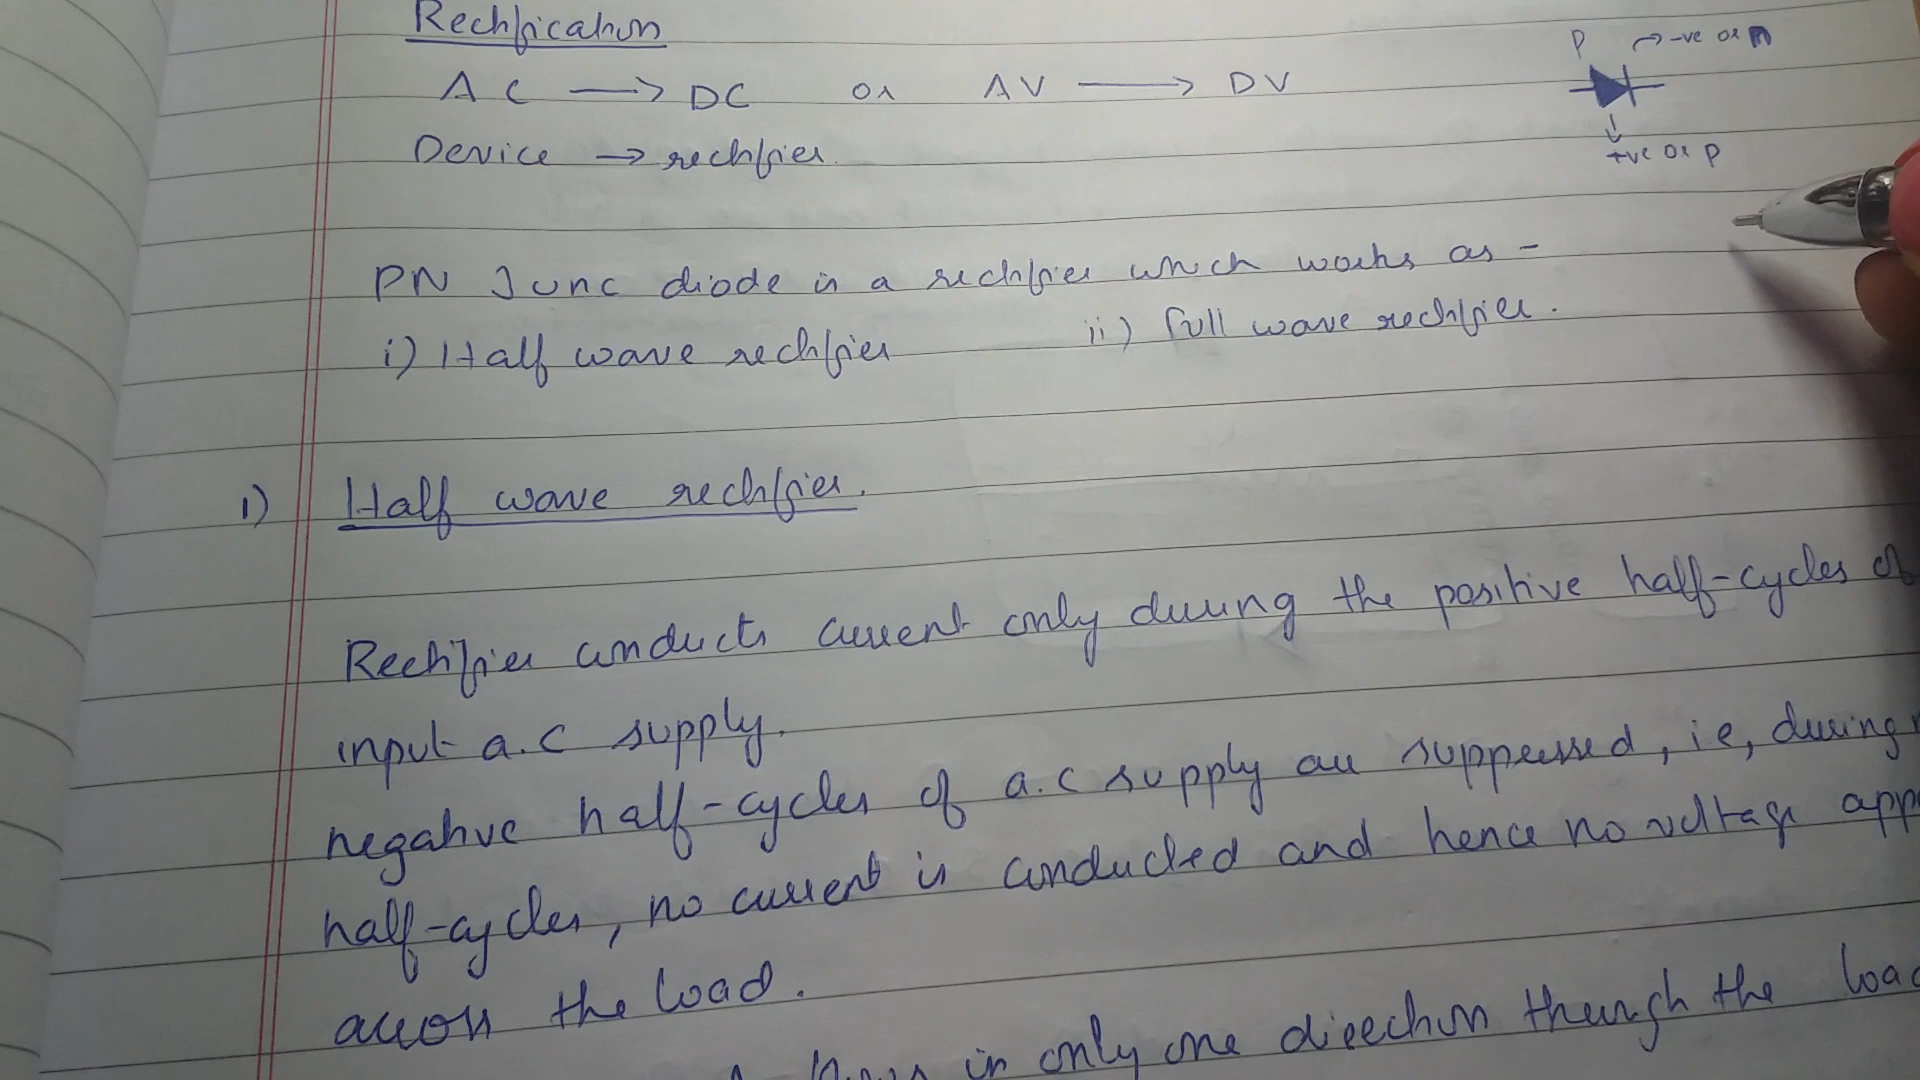 Rectification
P → -ve or n
AC → DC or AV → DV
↓
+ve or p
Device → rectifier.
PN Junc diode is a rectifier which works as -
i) Half wave rectifier ii) full wave rectifier.
1) Half wave rectifier.
Rectifier conducts current only during the positive half-cycles of
input a.c supply.
negative half-cycles of a.c supply are suppressed, i.e, during
half-cycles, no current is conducted and hence no voltage app
across the load.
in only one direction through the loa